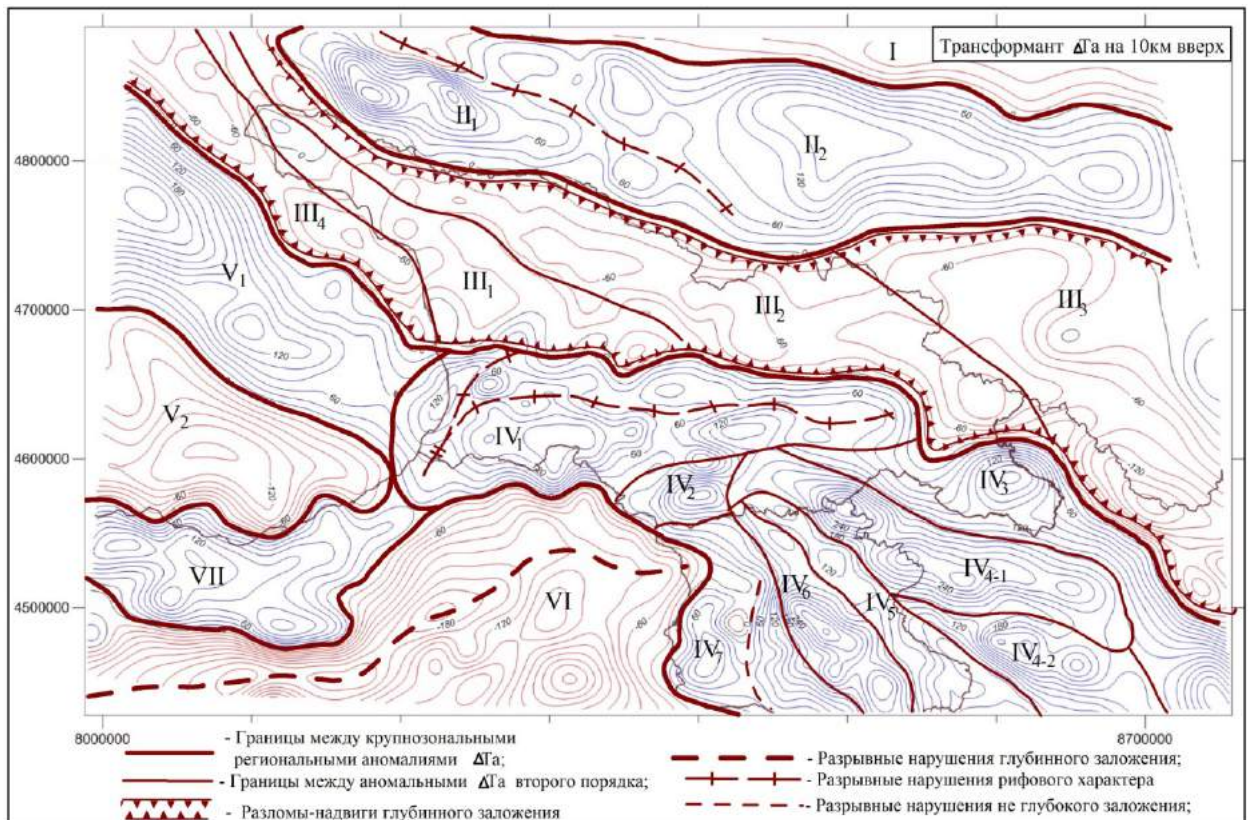 Трансформант ΔTa на 10км вверх
I
II₁
II₂
III₄
III₁
III₂
III₃
V₁
V₂
IV₁
IV₂
IV₃
IV₄₋₁
IV₅
IV₆
IV₇
IV₄₋₂
VI
VII
4800000
4700000
4600000
4500000
8000000
8700000
- Границы между крупнозональными
региональными аномалиями ΔTa;
- Границы между аномальными ΔTa второго порядка;
- Разломы-надвиги глубинного заложения
- Разрывные нарушения глубинного заложения;
- Разрывные нарушения рифового характера
- Разрывные нарушения не глубокого заложения;